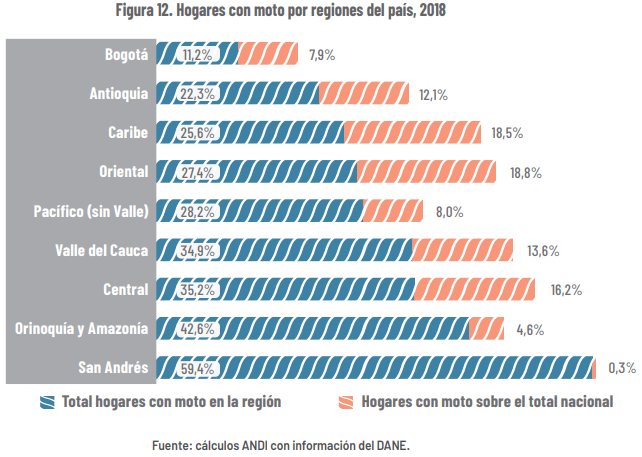 Figura 12. Hogares con moto por regiones del país, 2018
Bogotá 11,2% 7,9%
Antioquia 22,3% 12,1%
Caribe 25,6% 18,5%
Oriental 27,4% 18,8%
Pacífico (sin Valle) 28,2% 8,0%
Valle del Cauca 34,9% 13,6%
Central 35,2% 16,2%
Orinoquía y Amazonía 42,6% 4,6%
San Andrés 59,4% 0,3%
Total hogares con moto en la región Hogares con moto sobre el total nacional
Fuente: cálculos ANDI con información del DANE.